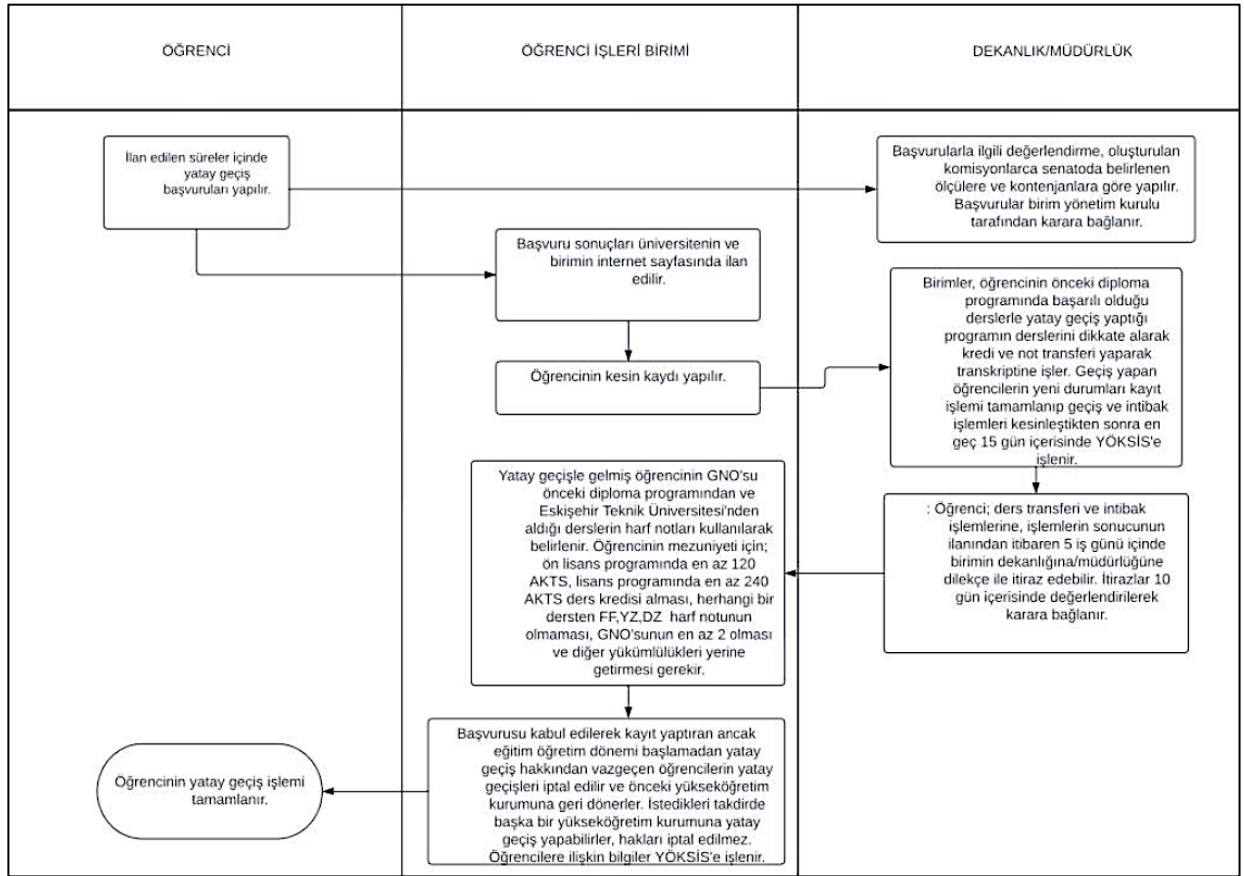 ÖĞRENCİ
ÖĞRENCİ İŞLERİ BİRİMİ
DEKANLIK/MÜDÜRLÜK
İlan edilen süreler içinde
yatay geçiş
başvuruları yapılır.
Başvurularla ilgili değerlendirme, oluşturulan
komisyonlarca senatoda belirlenen
ölçülere ve kontenjanlara göre yapılır.
Başvurular birim yönetim kurulu
tarafından karara bağlanır.
Başvuru sonuçları üniversitenin ve
birimin internet sayfasında ilan
edilir.
Öğrencinin kesin kaydı yapılır.
Birimler, öğrencinin önceki diploma
programında başarılı olduğu
derslerle yatay geçiş yaptığı
programın derslerini dikkate alarak
kredi ve not transferi yaparak
transkriptine işler. Geçiş yapan
öğrencilerin yeni durumları kayıt
işlemi tamamlanıp geçiş ve intibak
işlemleri kesinleştikten sonra en
geç 15 gün içerisinde YÖKSİS'e
işlenir.
: Öğrenci; ders transferi ve intibak
işlemlerine, işlemlerin sonucunun
ilanından itibaren 5 iş günü içinde
birimin dekanlığına/müdürlüğüne
dilekçe ile itiraz edebilir. İtirazlar 10
gün içerisinde değerlendirilerek
karara bağlanır.
Yatay geçişle gelmiş öğrencinin GNO'su
önceki diploma programından ve
Eskişehir Teknik Üniversitesi'nden
aldığı derslerin harf notları kullanılarak
belirlenir. Öğrencinin mezuniyeti için;
ön lisans programında en az 120
AKTS, lisans programında en az 240
AKTS ders kredisi alması, herhangi bir
dersten FF,YZ,DZ harf notunun
olmaması, GNO'sunun en az 2 olması
ve diğer yükümlülükleri yerine
getirmesi gerekir.
Başvurusu kabul edilerek kayıt yaptıran ancak
eğitim öğretim dönemi başlamadan yatay
geçiş hakkından vazgeçen öğrencilerin yatay
geçişleri iptal edilir ve önceki yükseköğretim
kurumuna geri dönerler. İstedikleri takdirde
başka bir yükseköğretim kurumuna yatay
geçiş yapabilirler, hakları iptal edilmez.
Öğrencilere ilişkin bilgiler YÖKSİS'e işlenir.
Öğrencinin yatay geçiş işlemi
tamamlanır.